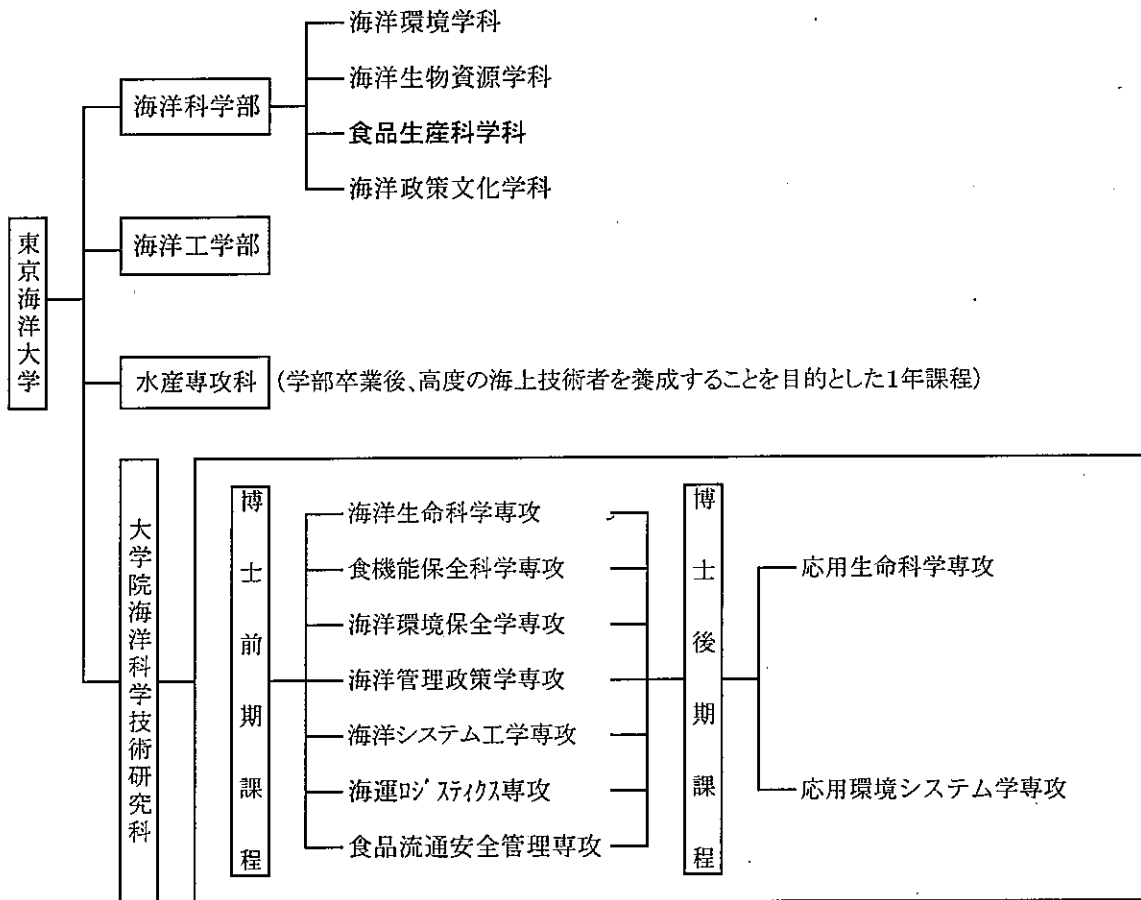 東京海洋大学
海洋科学部
海洋環境学科
海洋生物資源学科
食品生産科学科
海洋政策文化学科
海洋工学部
水産専攻科
(学部卒業後、高度の海上技術者を養成することを目的とした1年課程)
大学院海洋科学技術研究科
博士前期課程
海洋生命科学専攻
食機能保全科学専攻
海洋環境保全学専攻
海洋管理政策学専攻
海洋システム工学専攻
海運ロジスティクス専攻
食品流通安全管理専攻
博士後期課程
応用生命科学専攻
応用環境システム学専攻